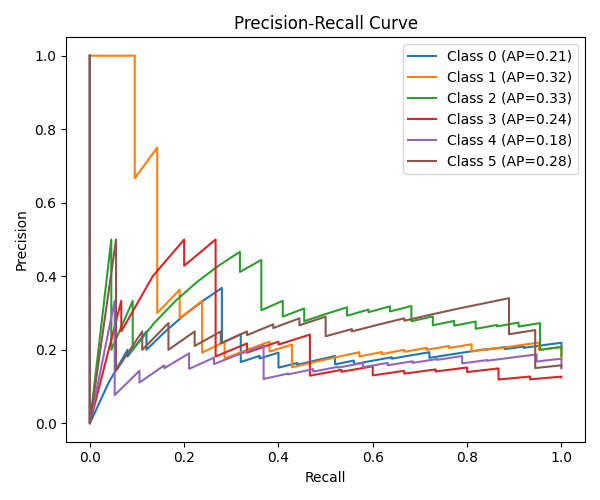 Precision-Recall Curve
Class 0 (AP=0.21)
Class 1 (AP=0.32)
Class 2 (AP=0.33)
Class 3 (AP=0.24)
Class 4 (AP=0.18)
Class 5 (AP=0.28)
Precision
1.0
0.8
0.6
0.4
0.2
0.0
0.0 0.2 0.4 0.6 0.8 1.0
Recall